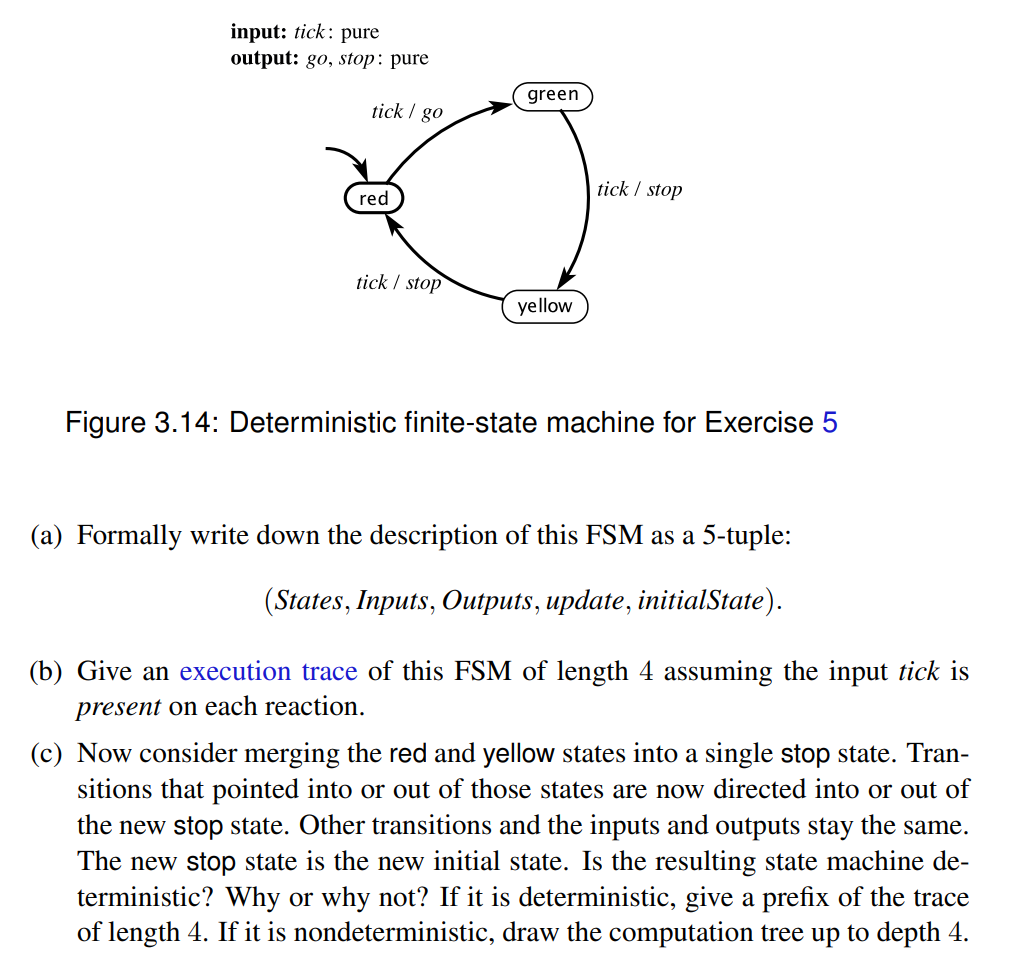 input: tick: pure
output: go, stop: pure
green
tick / go
tick / stop
red
tick / stop
yellow
Figure 3.14: Deterministic finite-state machine for Exercise 5
(a) Formally write down the description of this FSM as a 5-tuple:
(States, Inputs, Outputs, update, initialState).
(b) Give an execution trace of this FSM of length 4 assuming the input tick is
present on each reaction.
(c) Now consider merging the red and yellow states into a single stop state. Tran-
sitions that pointed into or out of those states are now directed into or out of
the new stop state. Other transitions and the inputs and outputs stay the same.
The new stop state is the new initial state. Is the resulting state machine de-
terministic? Why or why not? If it is deterministic, give a prefix of the trace
of length 4. If it is nondeterministic, draw the computation tree up to depth 4.